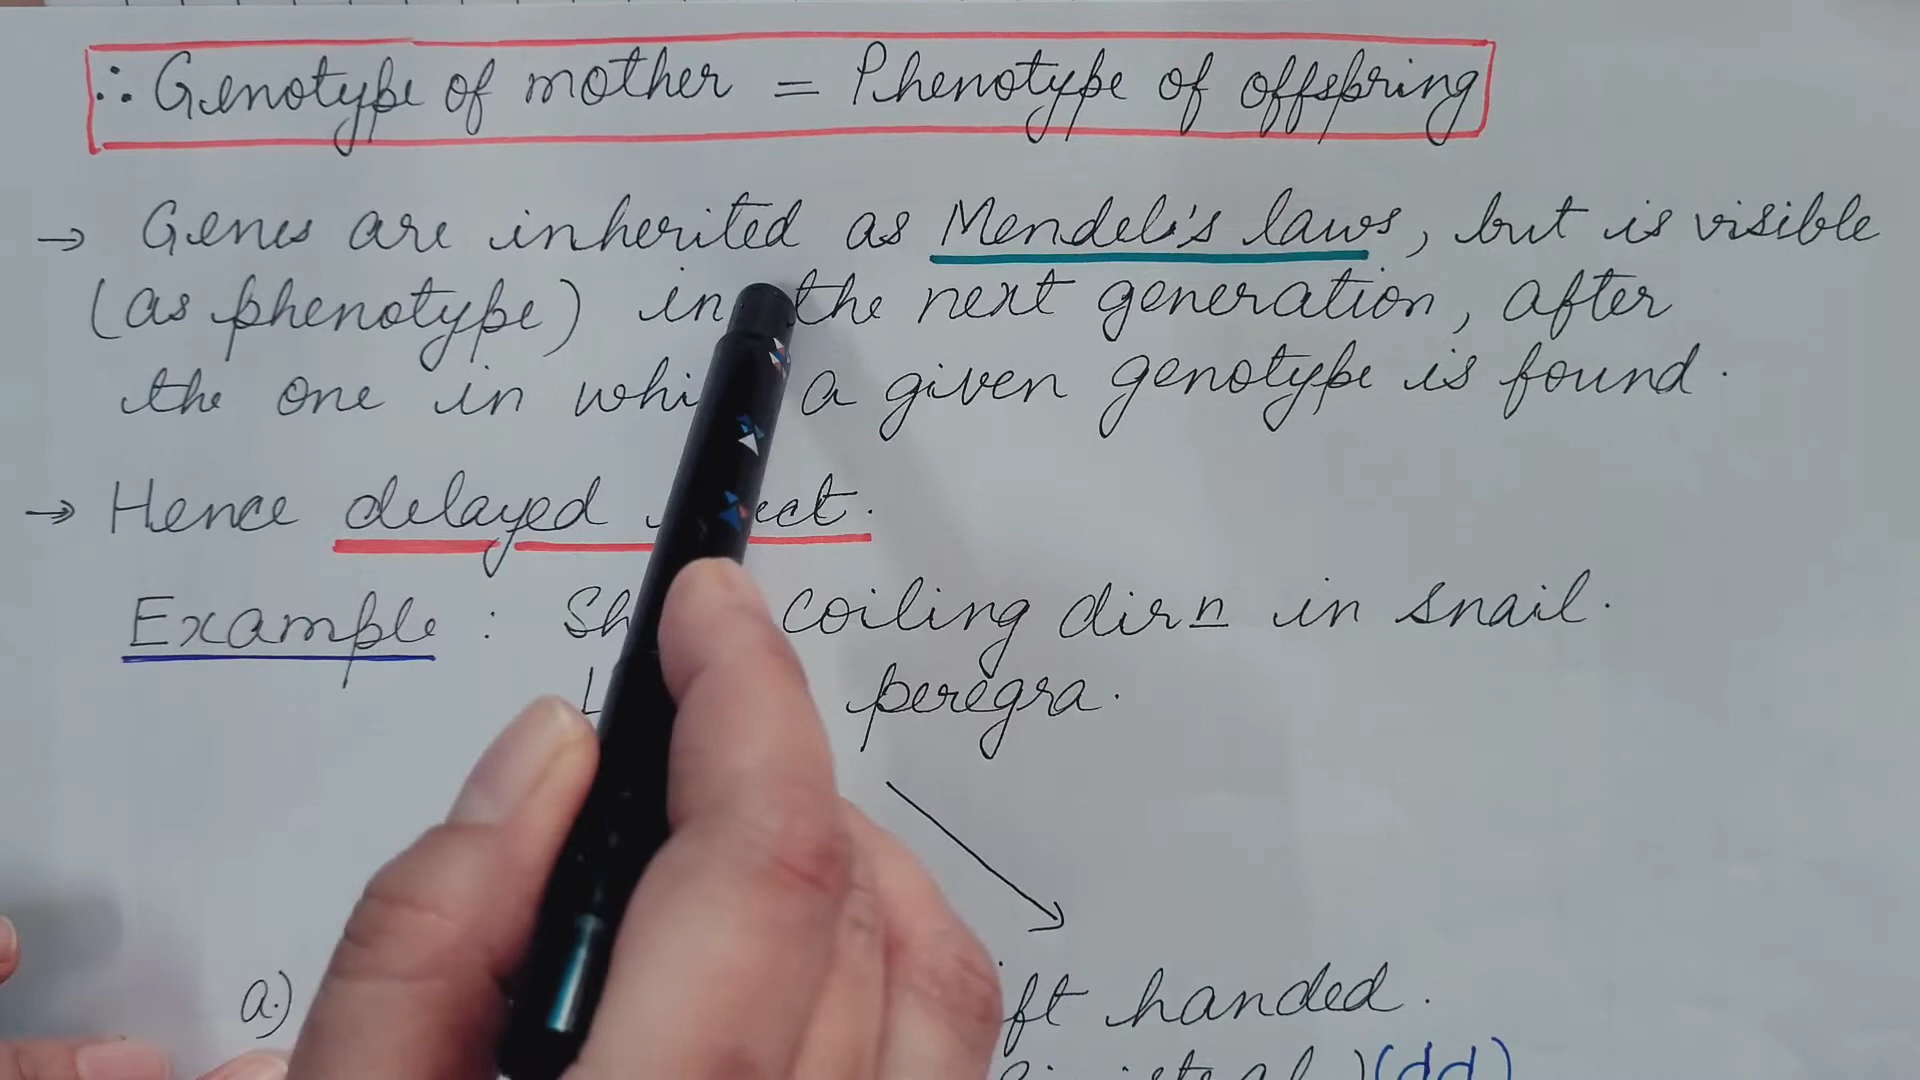 ∴ Genotype of mother = Phenotype of offspring
→ Genes are inherited as Mendel's laws, but is visible
(as phenotype) in the next generation, after
the one in whi a given genotype is found.
→ Hence delayed ect.
Example : Sh coiling dirn in snail.
L peregra.
a.) ft handed.
(dd)